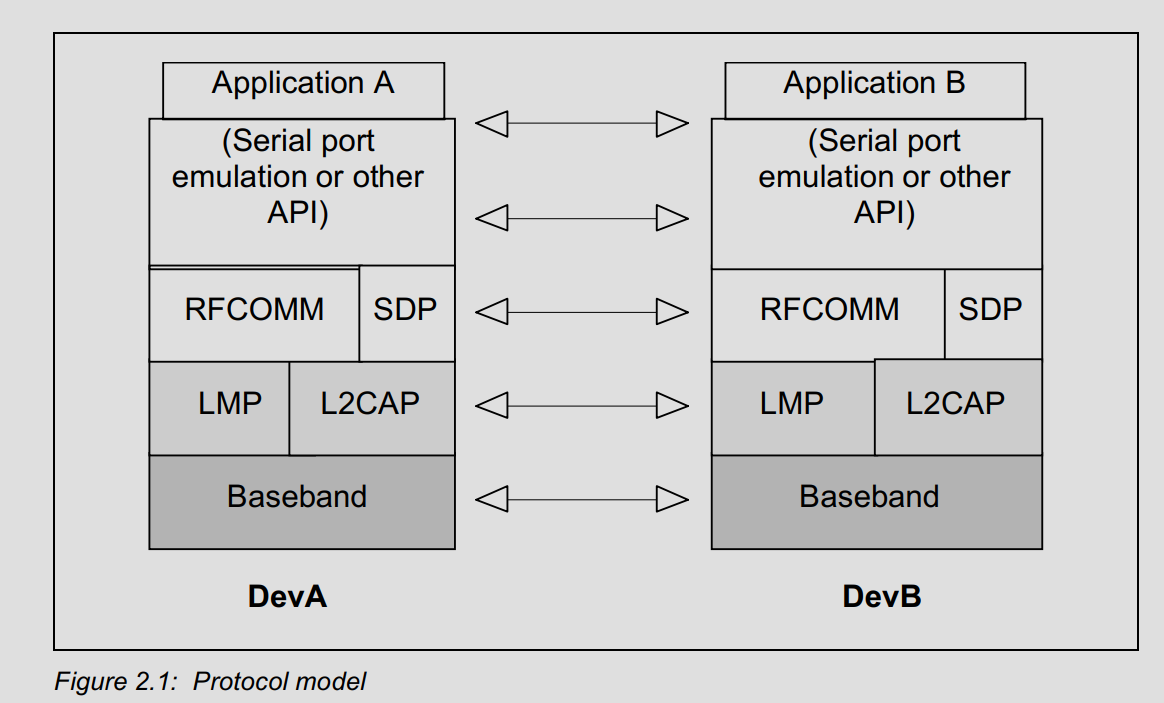 Application A
(Serial port
emulation or other
API)
RFCOMM
SDP
LMP
L2CAP
Baseband
DevA
Application B
(Serial port
emulation or other
API)
RFCOMM
SDP
LMP
L2CAP
Baseband
DevB
Figure 2.1: Protocol model